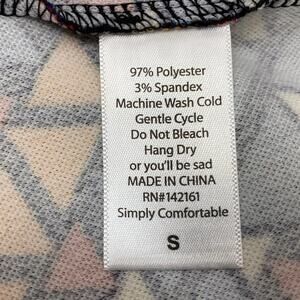 97% Polyester
3% Spandex
Machine Wash Cold
Gentle Cycle
Do Not Bleach
Hang Dry
or you'll be sad
MADE IN CHINA
RN#142161
Simply Comfortable
S